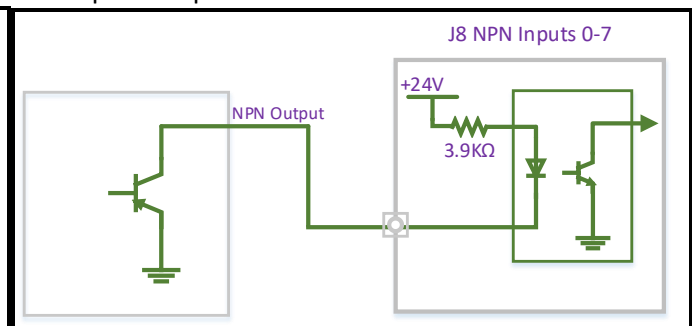 J8 NPN Inputs 0-7
+24V
NPN Output
3.9KΩ